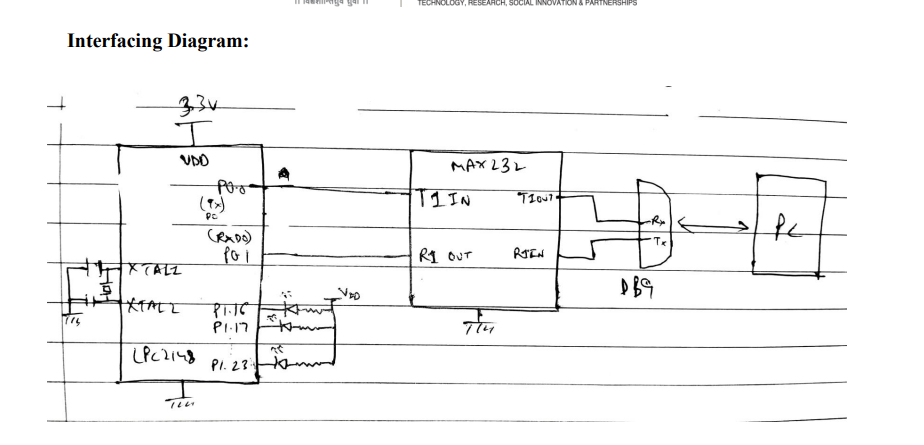 TECHNOLOGY, RESEARCH, SOCIAL INNOVATION & PARTNERSHIPS
Interfacing Diagram:
3.3V
VDD
P0.0
(Tx)
(RxD0)
P0 1
XTAL1
XTAL2
P1.16
P1.17
P1.23
LPC2148
VDD
MAX232
T1 IN
T1OUT
R1 OUT
R1IN
Rx
Tx
DB9
PC